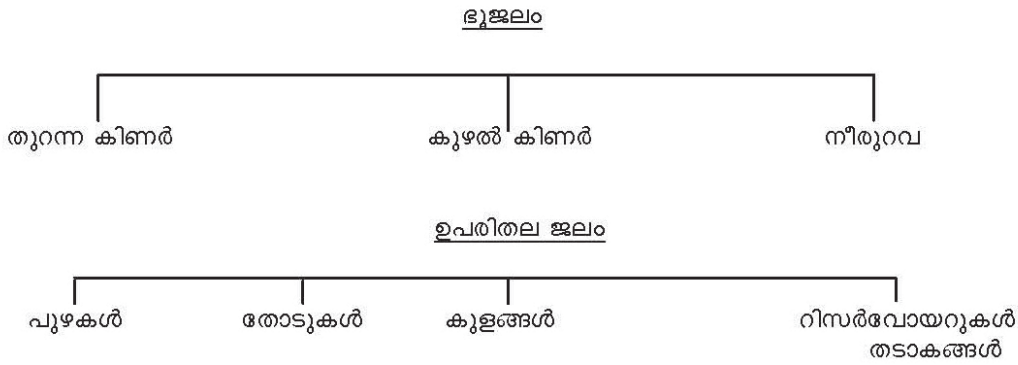 ഭൂജലം
തുറന്ന കിണർ കുഴൽ കിണർ നീരുറവ
ഉപരിതല ജലം
പുഴകൾ തോടുകൾ കുളങ്ങൾ റിസർവോയറുകൾ
തടാകങ്ങൾ